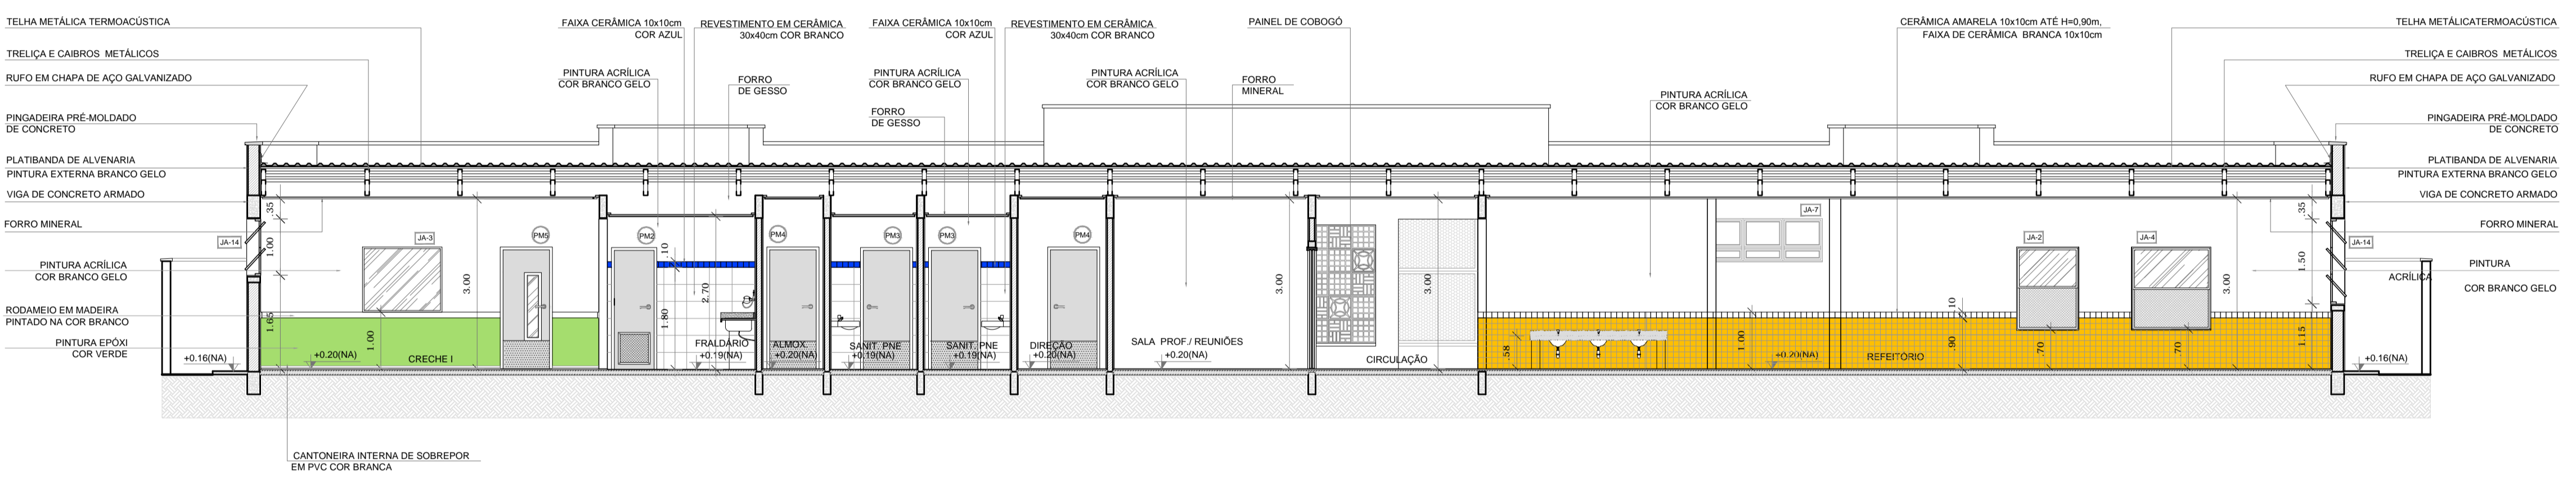 TELHA METÁLICA TERMOACÚSTICA
TRELIÇA E CAIBROS METÁLICOS
RUFO EM CHAPA DE AÇO GALVANIZADO
PINGADEIRA PRÉ-MOLDADO
DE CONCRETO
PLATIBANDA DE ALVENARIA
PINTURA EXTERNA BRANCO GELO
VIGA DE CONCRETO ARMADO
FORRO MINERAL
PINTURA ACRÍLICA
COR BRANCO GELO
RODAMEIO EM MADEIRA
PINTADO NA COR BRANCO
PINTURA EPÓXI
COR VERDE
+0.16(NA)
CANTONEIRA INTERNA DE SOBREPOR
EM PVC COR BRANCA
FAIXA CERÂMICA 10x10cm
COR AZUL
REVESTIMENTO EM CERÂMICA
30x40cm COR BRANCO
FAIXA CERÂMICA 10x10cm
COR AZUL
REVESTIMENTO EM CERÂMICA
30x40cm COR BRANCO
PAINEL DE COBOGÓ
CERÂMICA AMARELA 10x10cm ATÉ H=0,90m,
FAIXA DE CERÂMICA BRANCA 10x10cm
PINTURA ACRÍLICA
COR BRANCO GELO
FORRO
DE GESSO
PINTURA ACRÍLICA
COR BRANCO GELO
FORRO
DE GESSO
PINTURA ACRÍLICA
COR BRANCO GELO
FORRO
MINERAL
PINTURA ACRÍLICA
COR BRANCO GELO
TELHA METÁLICATERMOACÚSTICA
TRELIÇA E CAIBROS METÁLICOS
RUFO EM CHAPA DE AÇO GALVANIZADO
PINGADEIRA PRÉ-MOLDADO
DE CONCRETO
PLATIBANDA DE ALVENARIA
PINTURA EXTERNA BRANCO GELO
VIGA DE CONCRETO ARMADO
FORRO MINERAL
PINTURA
ACRÍLICA
COR BRANCO GELO
+0.16(NA)
JA-14
.35
1.00
1.65
JA-3
3.00
PM5
1.00
+0.20(NA)
CRECHE I
PM2
.10
1.80
2.70
FRALDÁRIO
+0.19(NA)
PM4
ALMOX.
+0.20(NA)
PM3
SANIT. PNE
+0.19(NA)
PM3
SANIT. PNE
+0.19(NA)
PM4
DIREÇÃO
+0.20(NA)
SALA PROF./ REUNIÕES
+0.20(NA)
3.00
3.00
CIRCULAÇÃO
.58
JA-7
1.00
+0.20(NA)
REFEITÓRIO
.10
.90
JA-2
.70
JA-4
.70
3.00
.35
1.50
1.15
JA-14